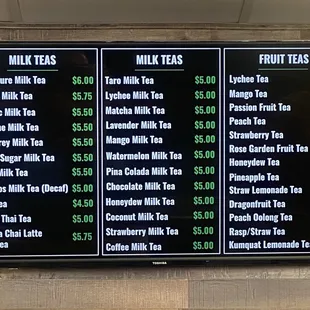 MILK TEAS
ure Milk Tea $6.00
Milk Tea $5.75
ic Milk Tea $5.50
ne Milk Tea $5.50
rey Milk Tea $5.50
Sugar Milk Tea $5.50
Milk Tea $5.50
os Milk Tea (Decaf) $5.00
ea $4.50
Thai Tea $5.00
a Chai Latte $5.75
ea
MILK TEAS
Taro Milk Tea $5.00
Lychee Milk Tea $5.00
Matcha Milk Tea $5.00
Lavender Milk Tea $5.00
Mango Milk Tea $5.00
Watermelon Milk Tea $5.00
Pina Colada Milk Tea $5.00
Chocolate Milk Tea $5.00
Honeydew Milk Tea $5.00
Coconut Milk Tea $5.00
Strawberry Milk Tea $5.00
Coffee Milk Tea $5.00
FRUIT TEAS
Lychee Tea
Mango Tea
Passion Fruit Tea
Peach Tea
Strawberry Tea
Rose Garden Fruit Tea
Honeydew Tea
Pineapple Tea
Straw Lemonade Tea
Dragonfruit Tea
Peach Oolong Tea
Rasp/Straw Tea
Kumquat Lemonade Tea
TOSHIBA